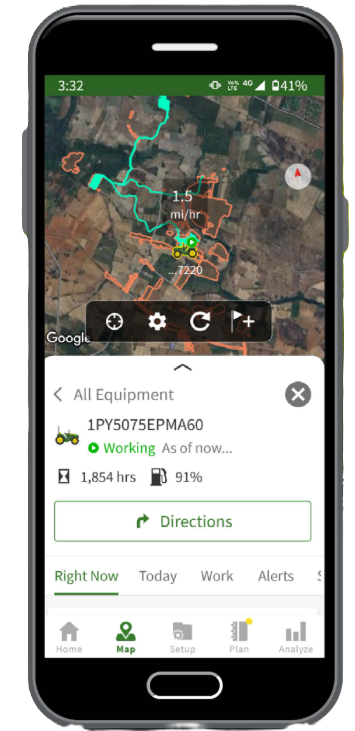 3:32
VoTe LTE 4G 41%
1.5
mi/hr
...7220
Google
All Equipment
1PY5075EPMA60
Working As of now...
1,854 hrs 91%
Directions
Right Now Today Work Alerts
Home Map Setup Plan Analyze